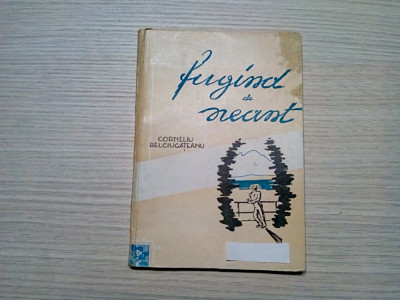 fugind
de
neant
CORNELIU
BELCIUGĂȚEANU